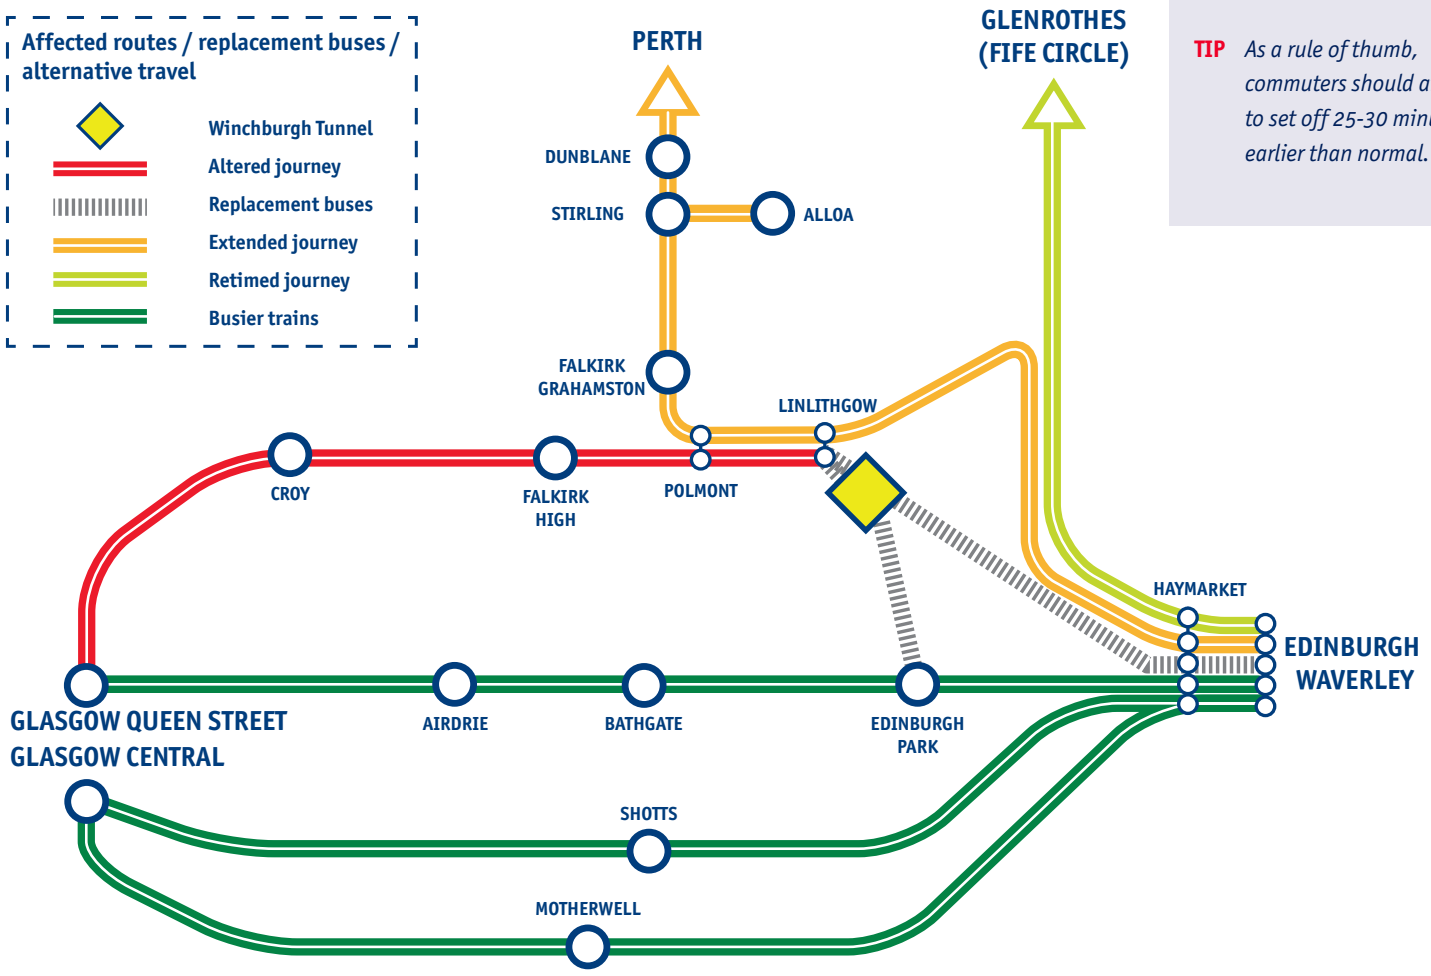 Affected routes / replacement buses /
alternative travel
Winchburgh Tunnel
Altered journey
Replacement buses
Extended journey
Retimed journey
Busier trains
PERTH
GLENROTHES
(FIFE CIRCLE)
TIP As a rule of thumb,
commuters should
to set off 25-30
earlier than normal.
DUNBLANE
STIRLING
ALLOA
FALKIRK
GRAHAMSTON
LINLITHGOW
CROY
FALKIRK
HIGH
POLMONT
HAYMARKET
EDINBURGH
WAVERLEY
GLASGOW QUEEN STREET
GLASGOW CENTRAL
AIRDRIE
BATHGATE
EDINBURGH
PARK
SHOTTS
MOTHERWELL